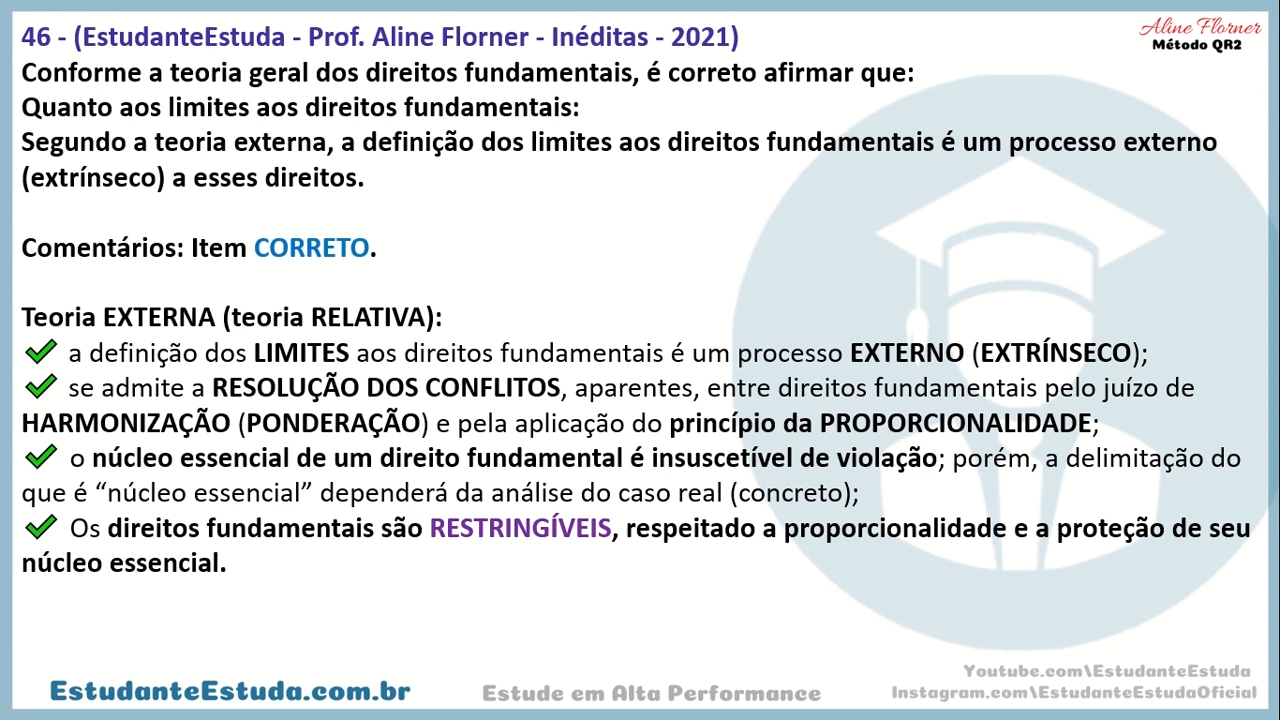 46 - (EstudanteEstuda - Prof. Aline Florner - Inéditas - 2021)
Aline Florner
Método QR2
Conforme a teoria geral dos direitos fundamentais, é correto afirmar que:
Quanto aos limites aos direitos fundamentais:
Segundo a teoria externa, a definição dos limites aos direitos fundamentais é um processo externo
(extrínseco) a esses direitos.
Comentários: Item CORRETO.
Teoria EXTERNA (teoria RELATIVA):
✔ a definição dos LIMITES aos direitos fundamentais é um processo EXTERNO (EXTRÍNSECO);
✔ se admite a RESOLUÇÃO DOS CONFLITOS, aparentes, entre direitos fundamentais pelo juízo de
HARMONIZAÇÃO (PONDERAÇÃO) e pela aplicação do princípio da PROPORCIONALIDADE;
✔ o núcleo essencial de um direito fundamental é insuscetível de violação; porém, a delimitação do
que é “núcleo essencial” dependerá da análise do caso real (concreto);
✔ Os direitos fundamentais são RESTRINGÍVEIS, respeitado a proporcionalidade e a proteção de seu
núcleo essencial.
EstudanteEstuda.com.br
Estude em Alta Performance
Youtube.com\EstudanteEstuda
Instagram.com\EstudanteEstudaOficial